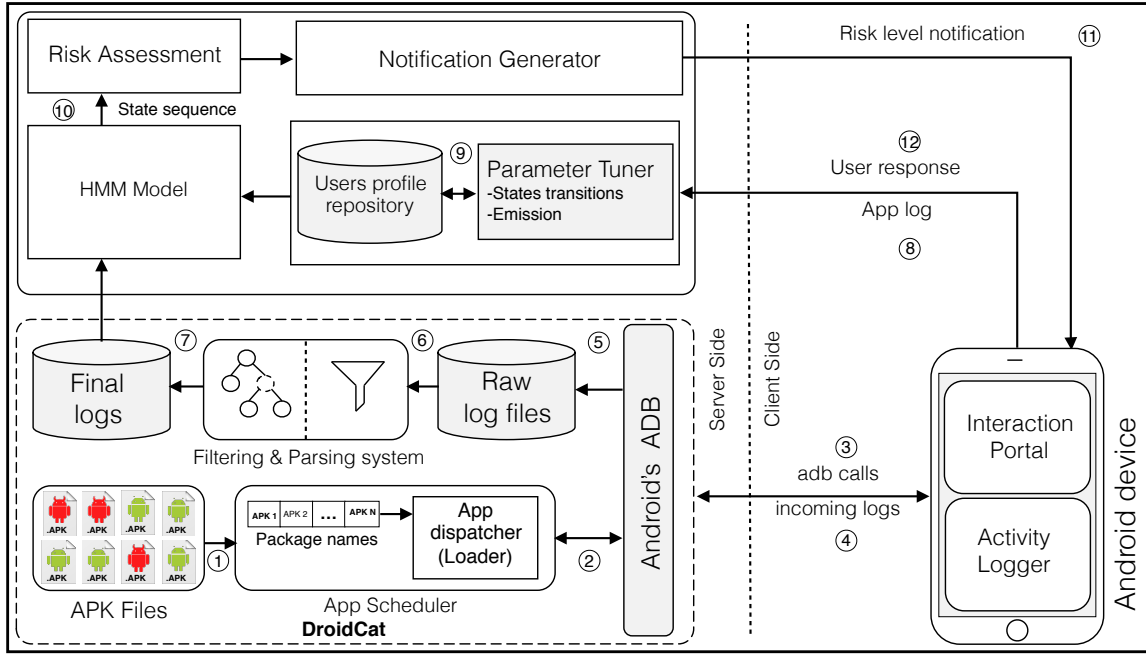 Risk Assessment
Notification Generator
Risk level notification
⑪
⑩
State sequence
HMM Model
Users profile
repository
⑨
Parameter Tuner
-States transitions
-Emission
⑫
User response
App log
⑧
Server Side
Client Side
⑦
Final
logs
⑥
Filtering & Parsing system
Raw
log files
⑤
Android's ADB
③
adb calls
incoming logs
④
Interaction
Portal
Activity
Logger
Android device
.APK
.APK
.APK
.APK
.APK
.APK
.APK
.APK
APK Files
①
APK 1
APK 2
...
APK N
Package names
App
dispatcher
(Loader)
②
App Scheduler
DroidCat